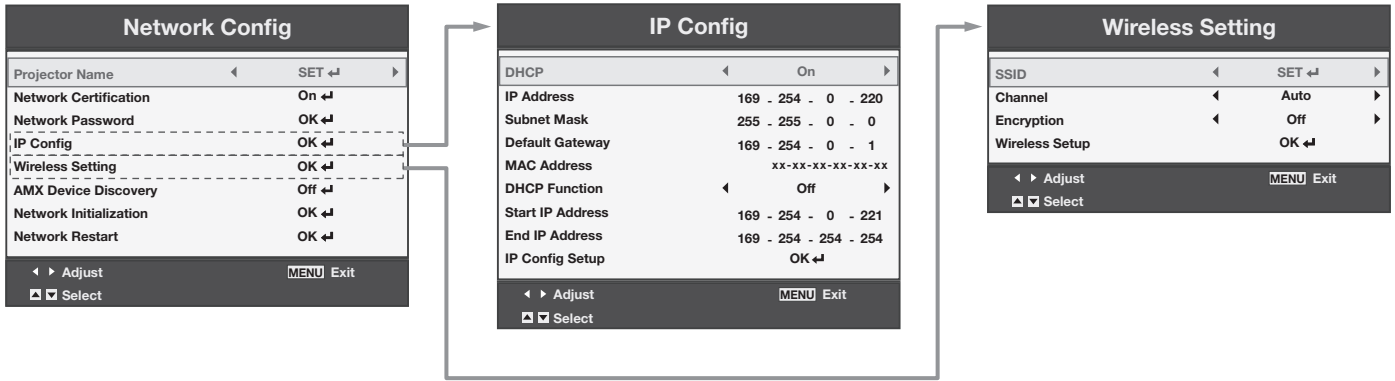 Network Config
Projector Name SET
Network Certification On
Network Password OK
IP Config OK
Wireless Setting OK
AMX Device Discovery Off
Network Initialization OK
Network Restart OK
Adjust MENU Exit
Select
IP Config
DHCP On
IP Address 169 - 254 - 0 - 220
Subnet Mask 255 - 255 - 0 - 0
Default Gateway 169 - 254 - 0 - 1
MAC Address xx-xx-xx-xx-xx-xx
DHCP Function Off
Start IP Address 169 - 254 - 0 - 221
End IP Address 169 - 254 - 254 - 254
IP Config Setup OK
Adjust MENU Exit
Select
Wireless Setting
SSID SET
Channel Auto
Encryption Off
Wireless Setup OK
Adjust MENU Exit
Select